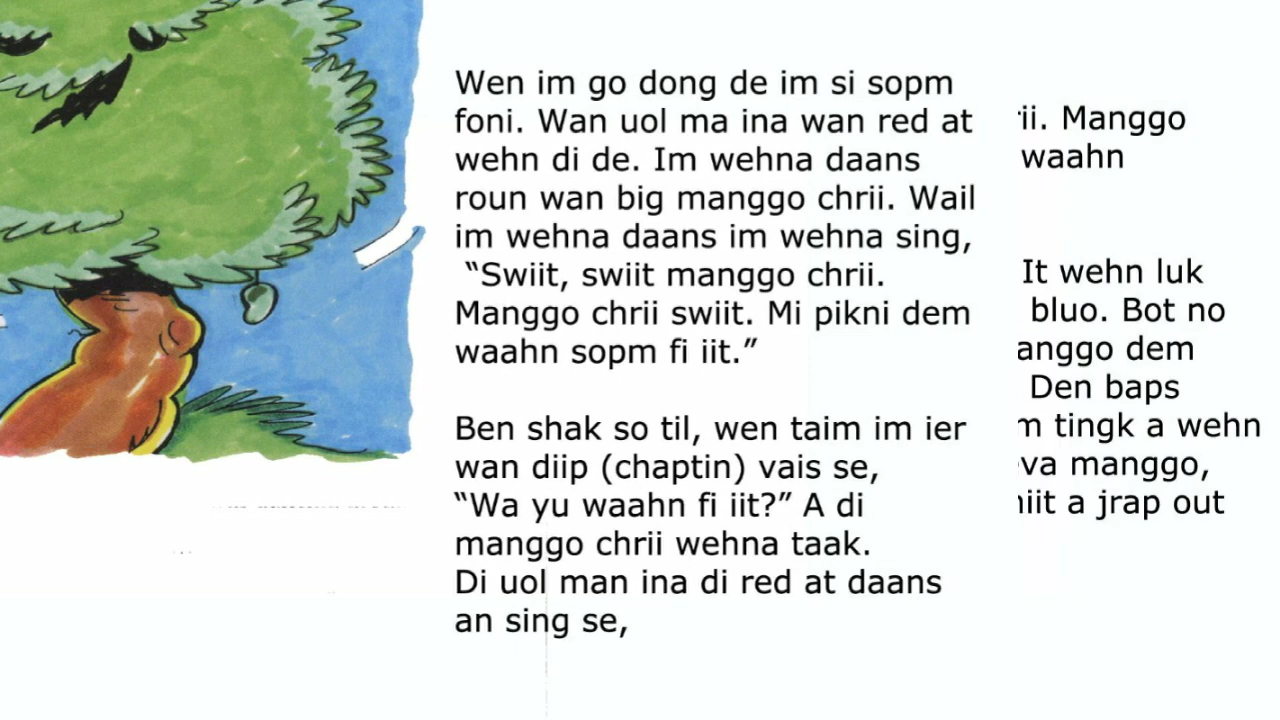 Wen im go dong de im si sopm
foni. Wan uol ma ina wan red at
wehn di de. Im wehna daans
roun wan big manggo chrii. Wail
im wehna daans im wehna sing,
“Swiit, swiit manggo chrii.
Manggo chrii swiit. Mi pikni dem
waahn sopm fi iit.”
Ben shak so til, wen taim im ier
wan diip (chaptin) vais se,
“Wa yu waahn fi iit?” A di
manggo chrii wehna taak.
Di uol man ina di red at daans
an sing se,
Manggo
waahn
It wehn luk
bluo. Bot no
dem
Den baps
tingk a wehn
manggo,
a jrap out